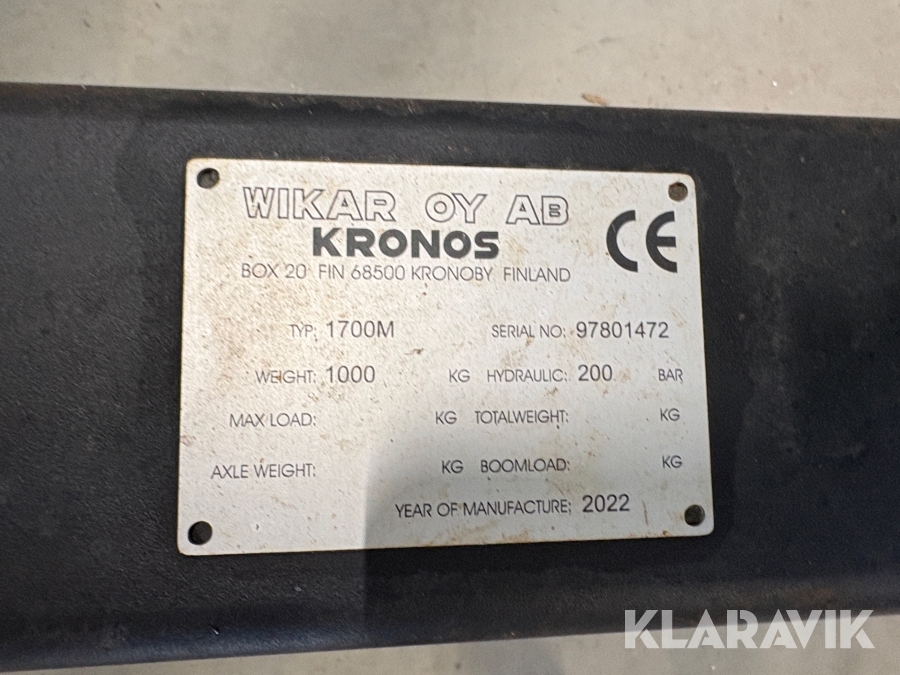 WIKAR OY AB
KRONOS
CE
BOX 20 FIN 68500 KRONOBY FINLAND
TYP: 1700M SERIAL NO: 97801472
WEIGHT: 1000 KG HYDRAULIC: 200 BAR
MAX LOAD: KG TOTALWEIGHT: KG
AXLE WEIGHT: KG BOOMLOAD: KG
YEAR OF MANUFACTURE: 2022
KLARAVIK